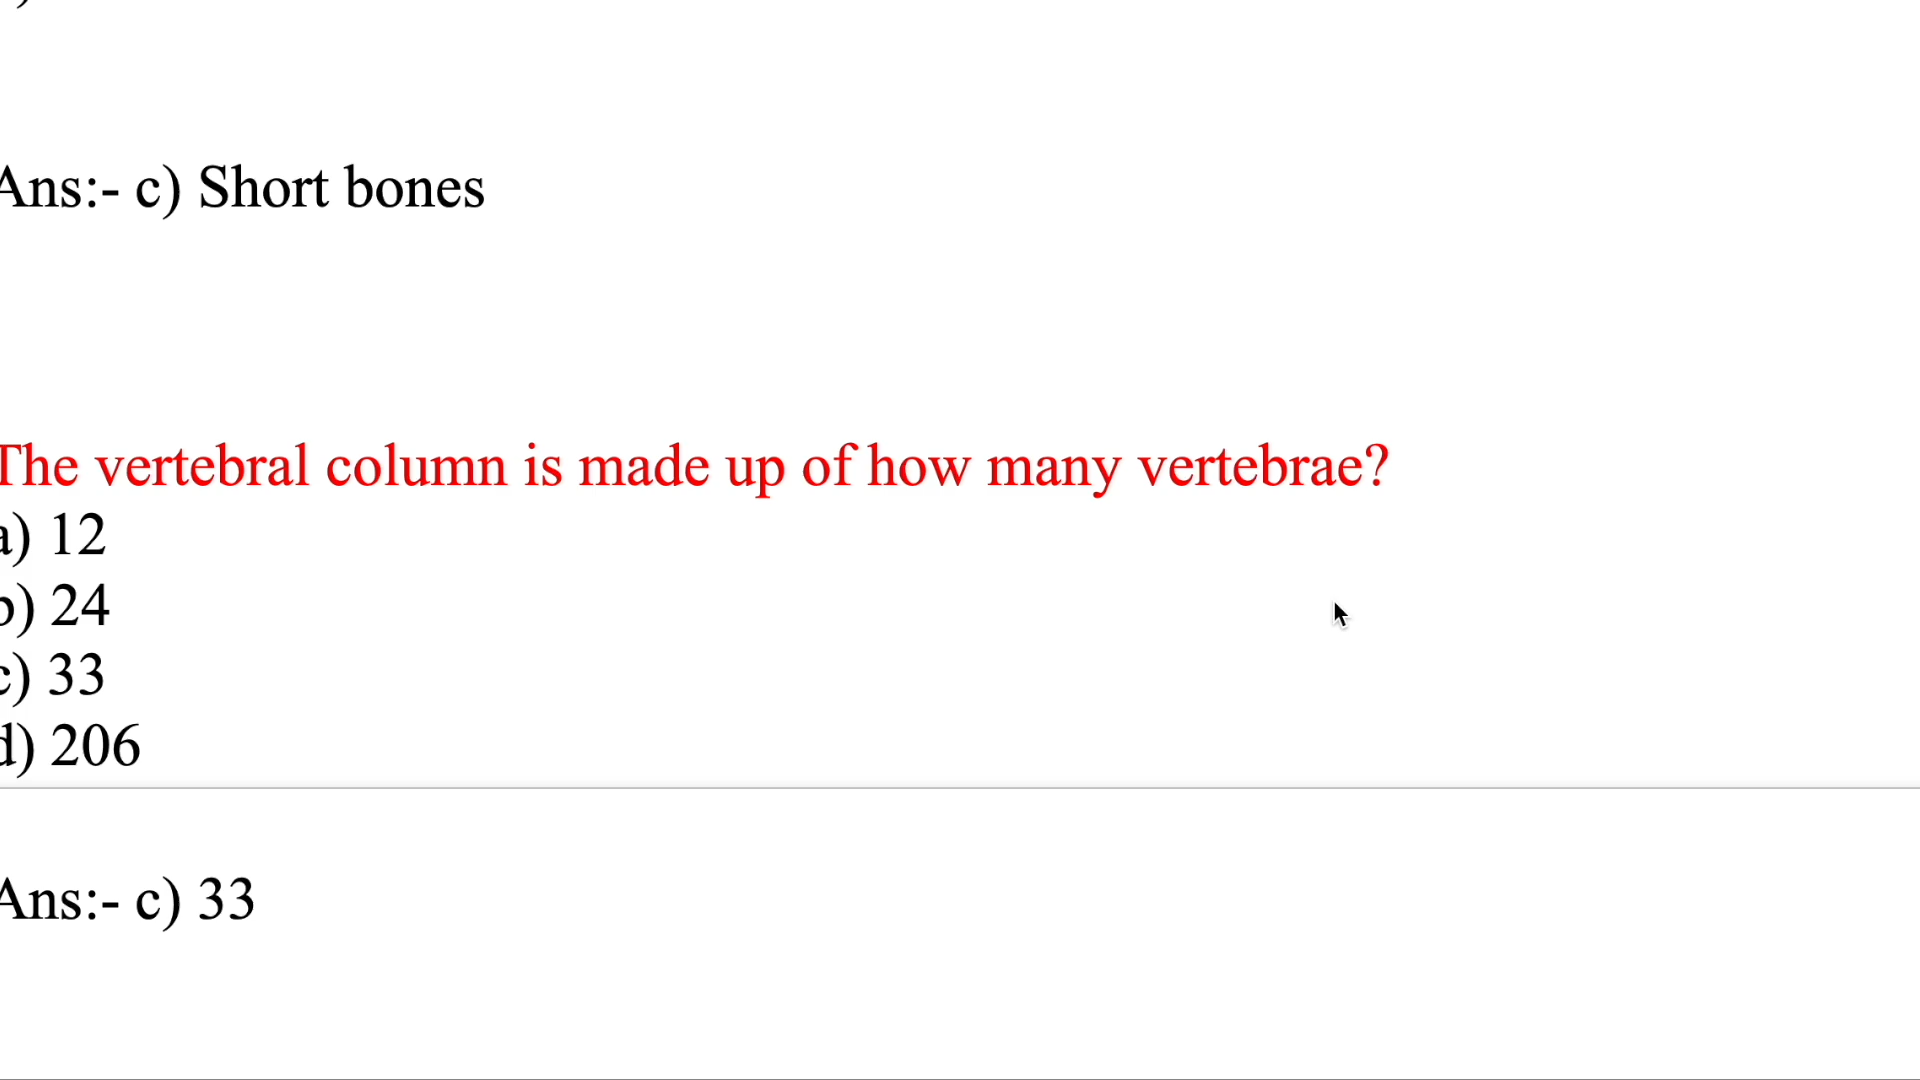 Ans:- c) Short bones
The vertebral column is made up of how many vertebrae?
a) 12
b) 24
c) 33
d) 206
Ans:- c) 33